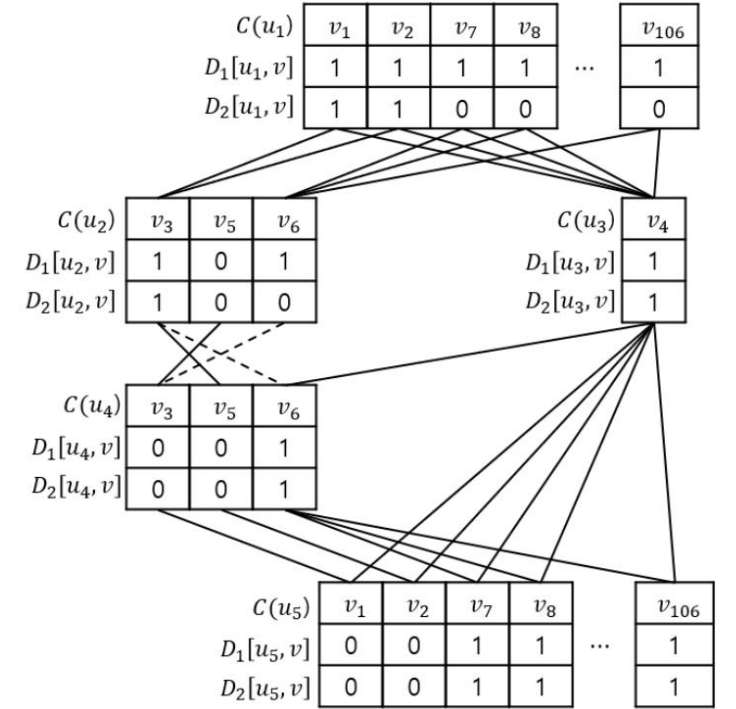 C(u₁) v₁ v₂ v₇ v₈ v₁₀₆
D₁[u₁, v] 1 1 1 1 ... 1
D₂[u₁, v] 1 1 0 0 0
C(u₂) v₃ v₅ v₆ C(u₃) v₄
D₁[u₂, v] 1 0 1 D₁[u₃, v] 1
D₂[u₂, v] 1 0 0 D₂[u₃, v] 1
C(u₄) v₃ v₅ v₆
D₁[u₄, v] 0 0 1
D₂[u₄, v] 0 0 1
C(u₅) v₁ v₂ v₇ v₈ v₁₀₆
D₁[u₅, v] 0 0 1 1 ... 1
D₂[u₅, v] 0 0 1 1 1